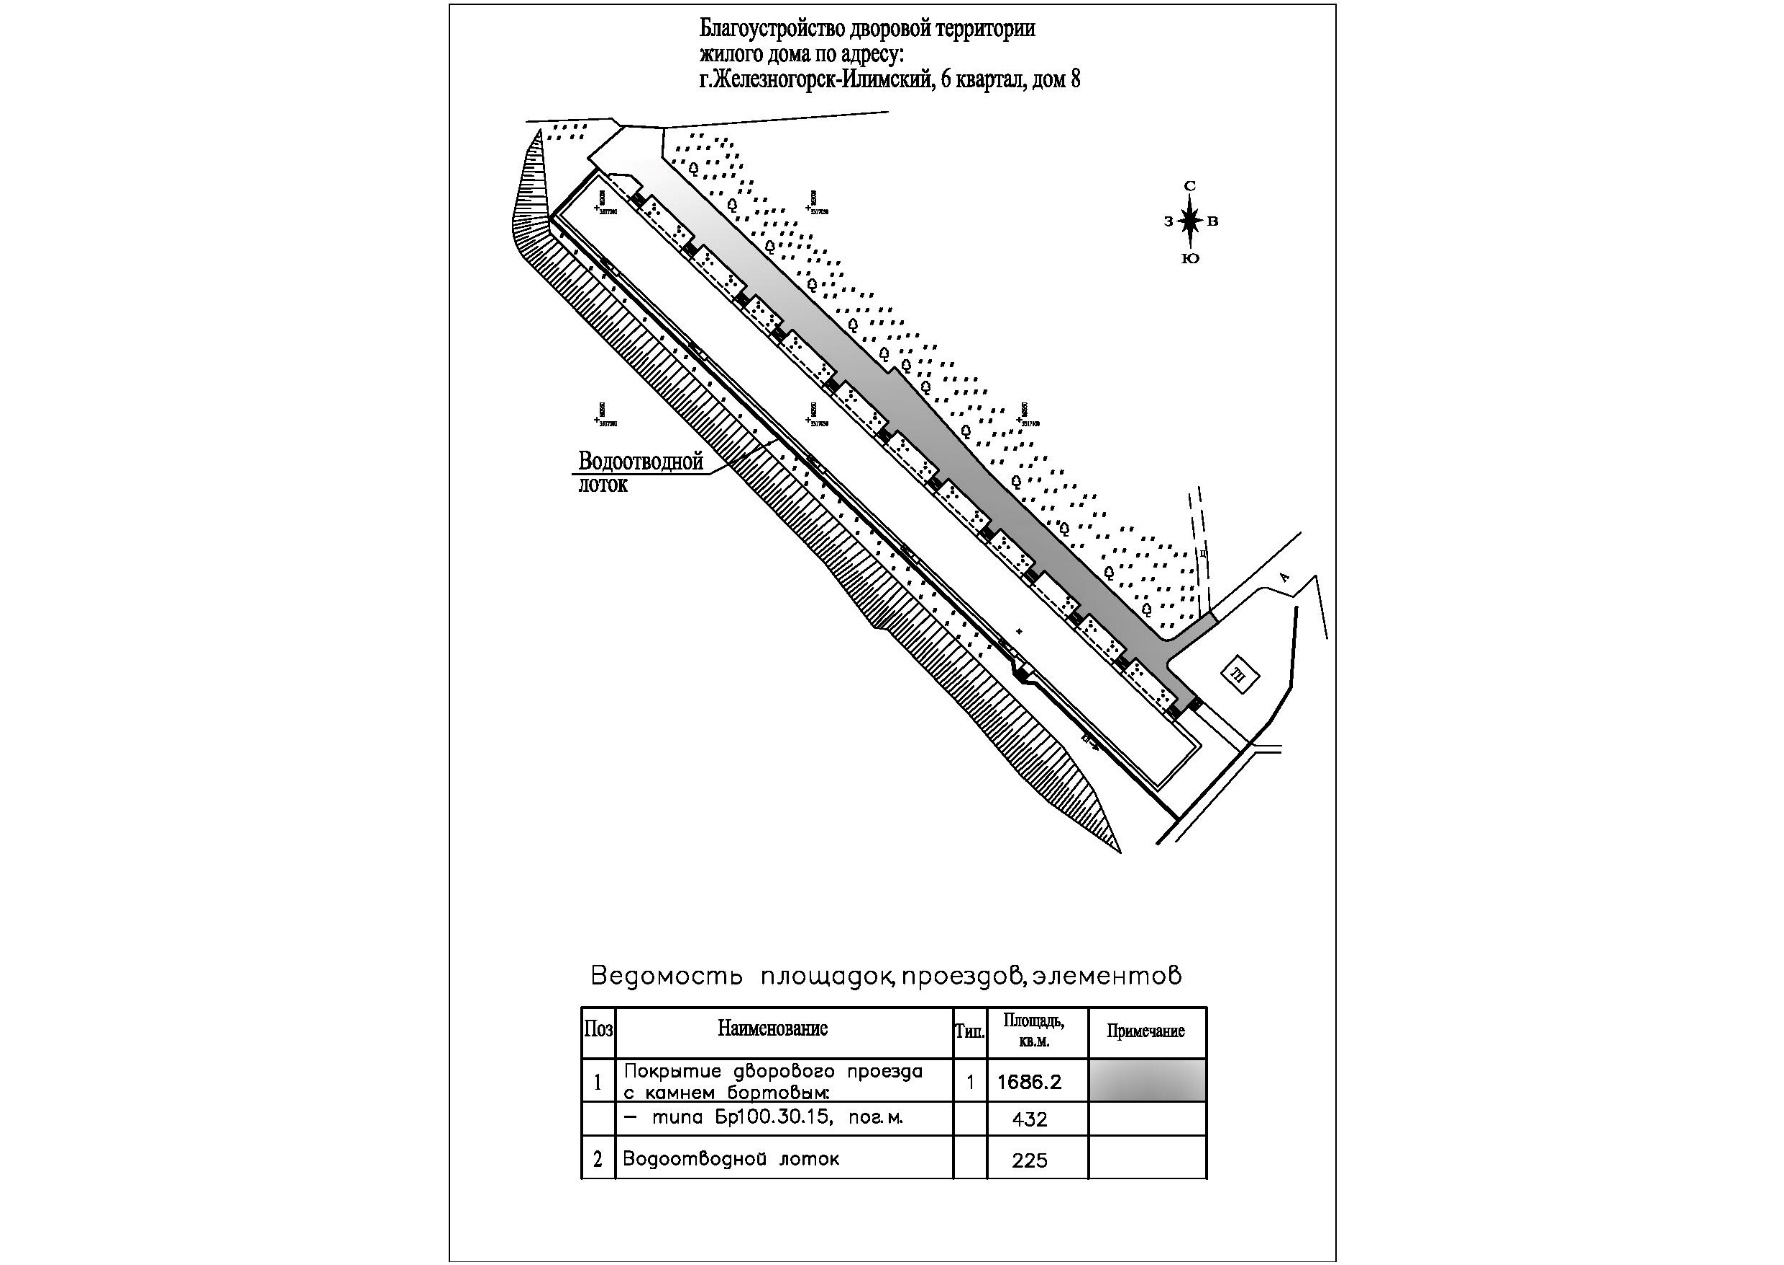 Благоустройство дворовой территории
жилого дома по адресу:
г.Железногорск-Илимский, 6 квартал, дом 8
С
З В
Ю
Водоотводной
лоток
А
ТП
Ведомость площадок, проездов, элементов
Поз Наименование Тип. Площадь, кв.м. Примечание
1 Покрытие дворового проезда 1 1686.2
с камнем бортовым:
– типа Бр100.30.15, пог.м. 432
2 Водоотводной лоток 225